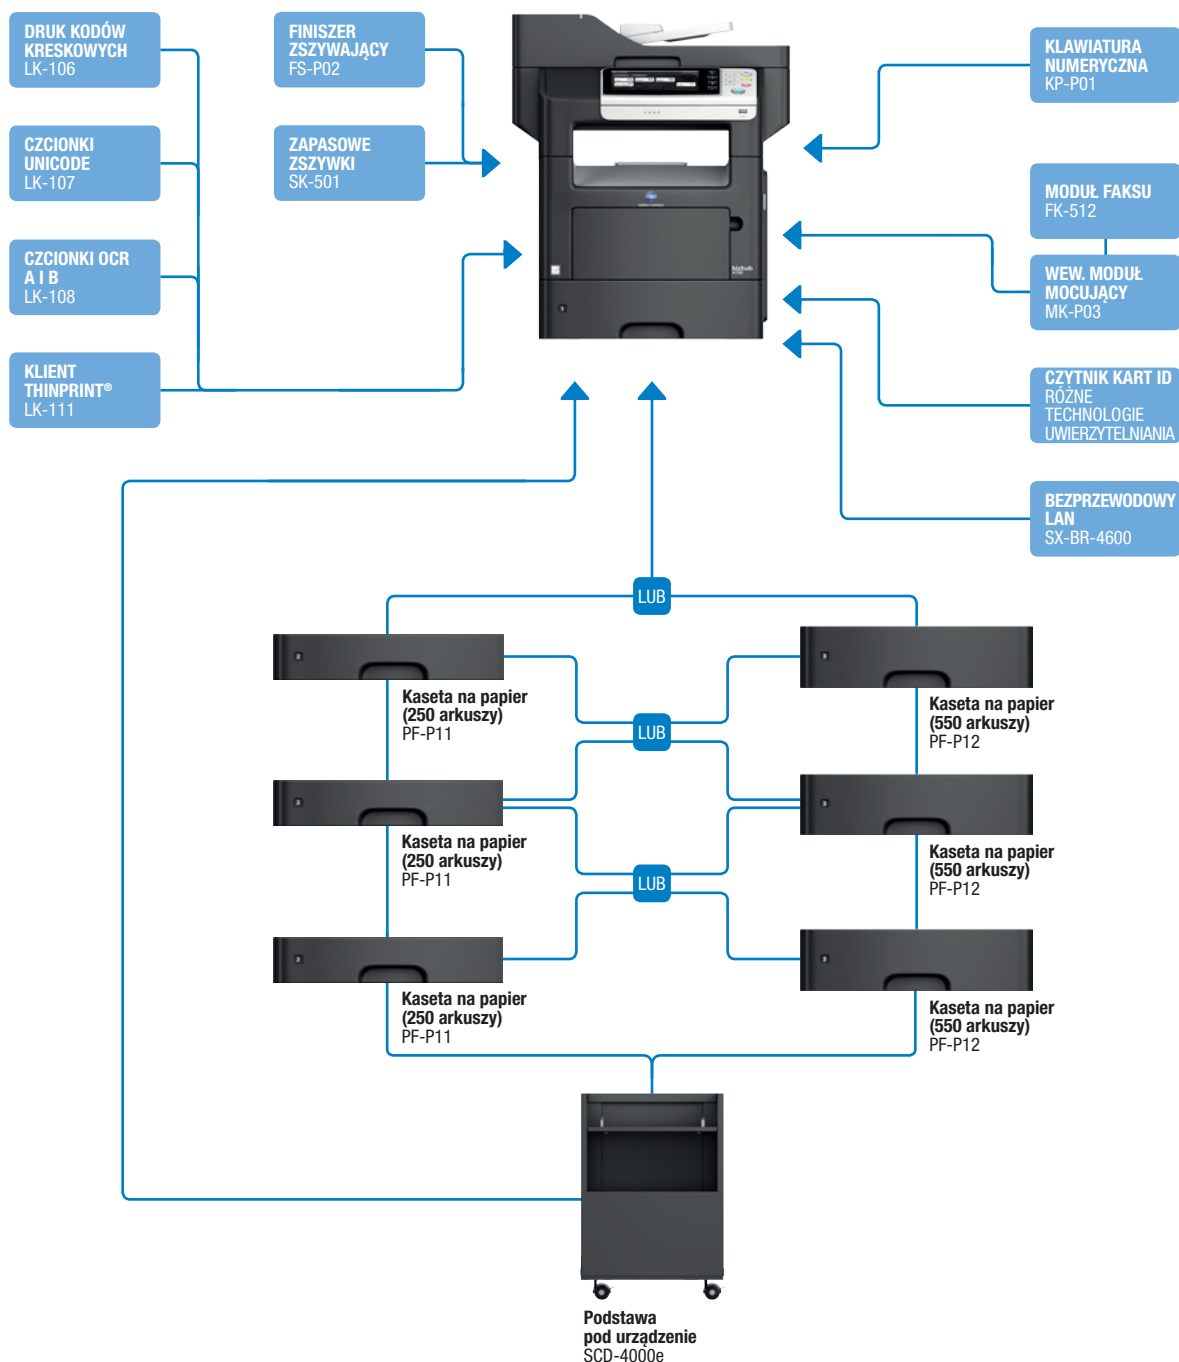 DRUK KODÓW
KRESKOWYCH
LK-106
FINISZER
ZSZYWAJĄCY
FS-P02
KLAWIATURA
NUMERYCZNA
KP-P01
CZCIONKI
UNICODE
LK-107
ZAPASOWE
ZSZYWKI
SK-501
MODUŁ FAKSU
FK-512
CZCIONKI OCR
A I B
LK-108
WEW. MODUŁ
MOCUJĄCY
MK-P03
bizhub
KLIENT
THINPRINT®
LK-111
CZYTNIK KART ID
RÓŻNE
TECHNOLOGIE
UWIERZYTELNIANIA
BEZPRZEWODOWY
LAN
SX-BR-4600
LUB
Kaseta na papier
(250 arkuszy)
PF-P11
Kaseta na papier
(550 arkuszy)
PF-P12
LUB
Kaseta na papier
(250 arkuszy)
PF-P11
Kaseta na papier
(550 arkuszy)
PF-P12
LUB
Kaseta na papier
(250 arkuszy)
PF-P11
Kaseta na papier
(550 arkuszy)
PF-P12
Podstawa
pod urządzenie
SCD-4000e